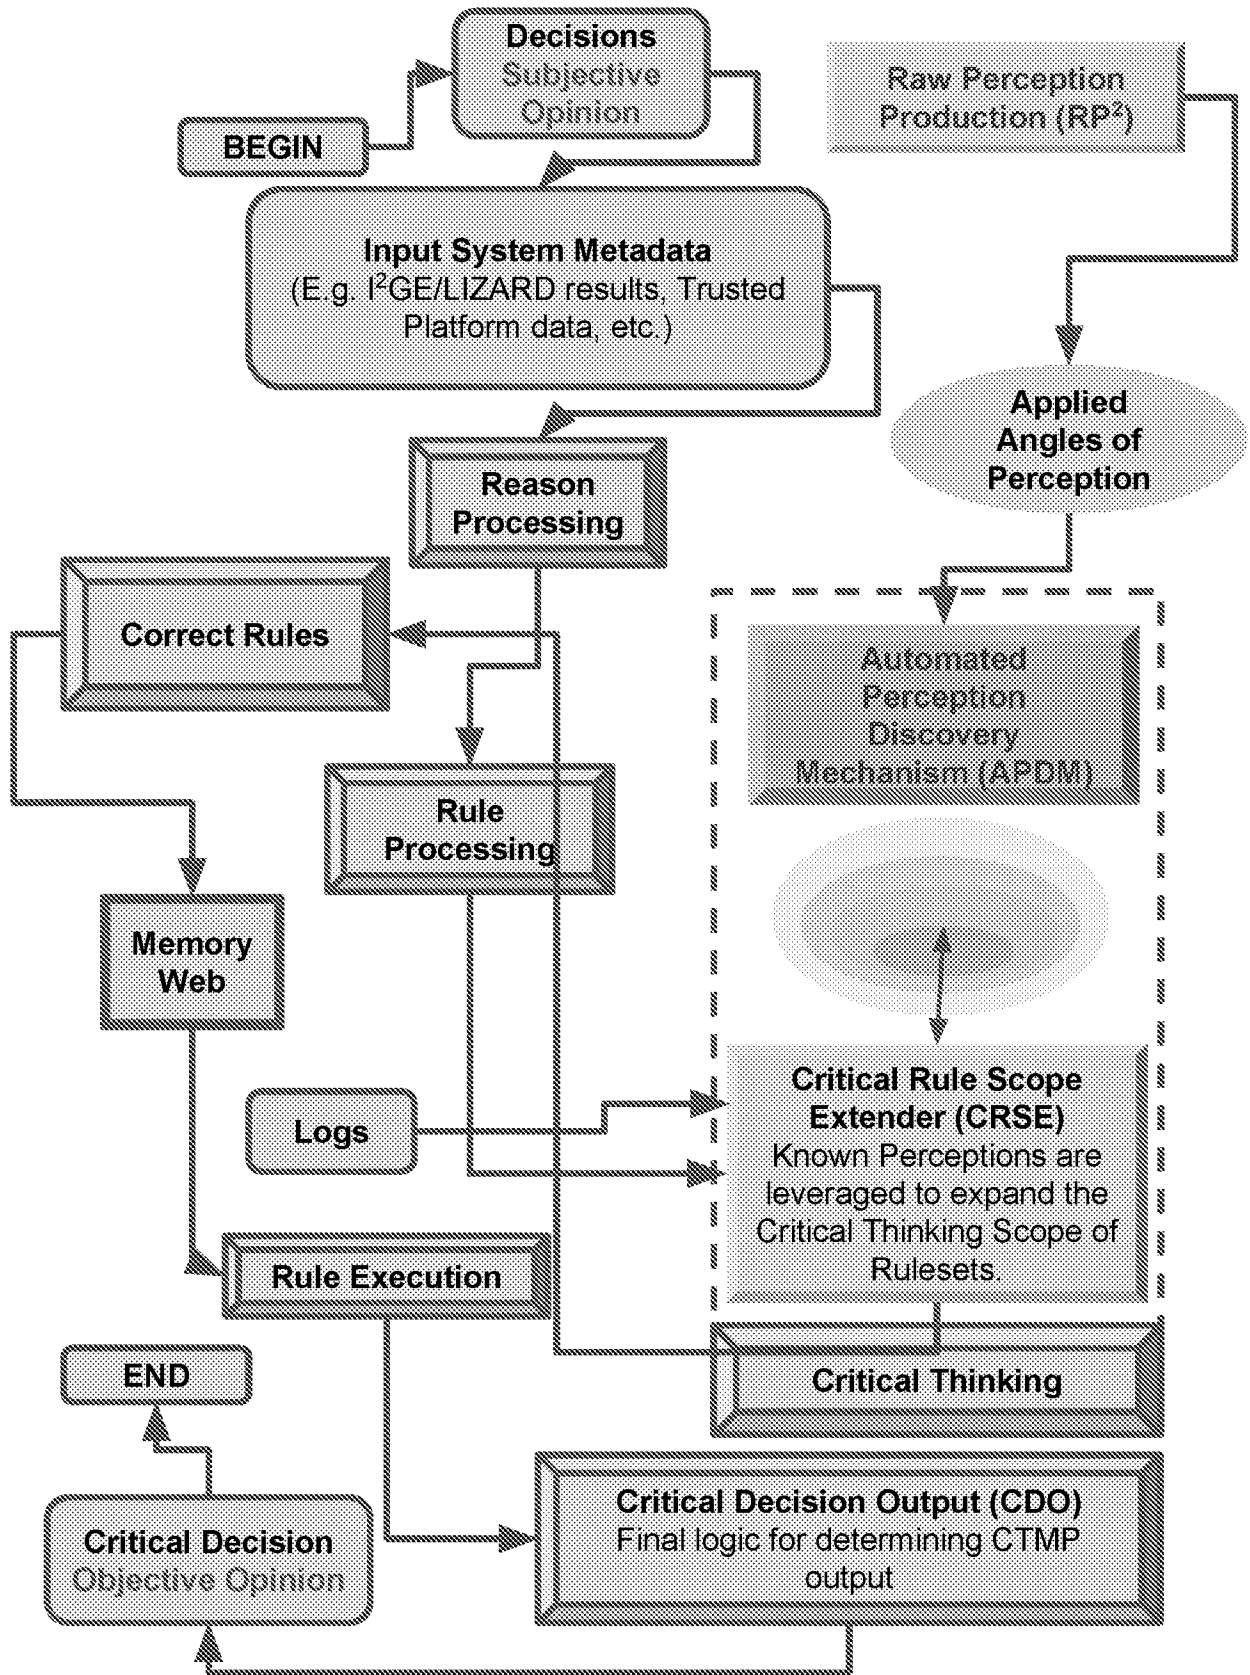 Decisions
Subjective
Opinion
Raw Perception
Production (RP²)
BEGIN
Input System Metadata
(E.g. I²GE/LIZARD results, Trusted
Platform data, etc.)
Applied
Angles of
Perception
Reason
Processing
Correct Rules
Automated
Perception
Discovery
Mechanism (APDM)
Rule
Processing
Memory
Web
Critical Rule Scope
Extender (CRSE)
Known Perceptions are
leveraged to expand the
Critical Thinking Scope of
Rulesets.
Logs
Rule Execution
END
Critical Thinking
Critical Decision Output (CDO)
Final logic for determining CTMP
output
Critical Decision
Objective Opinion